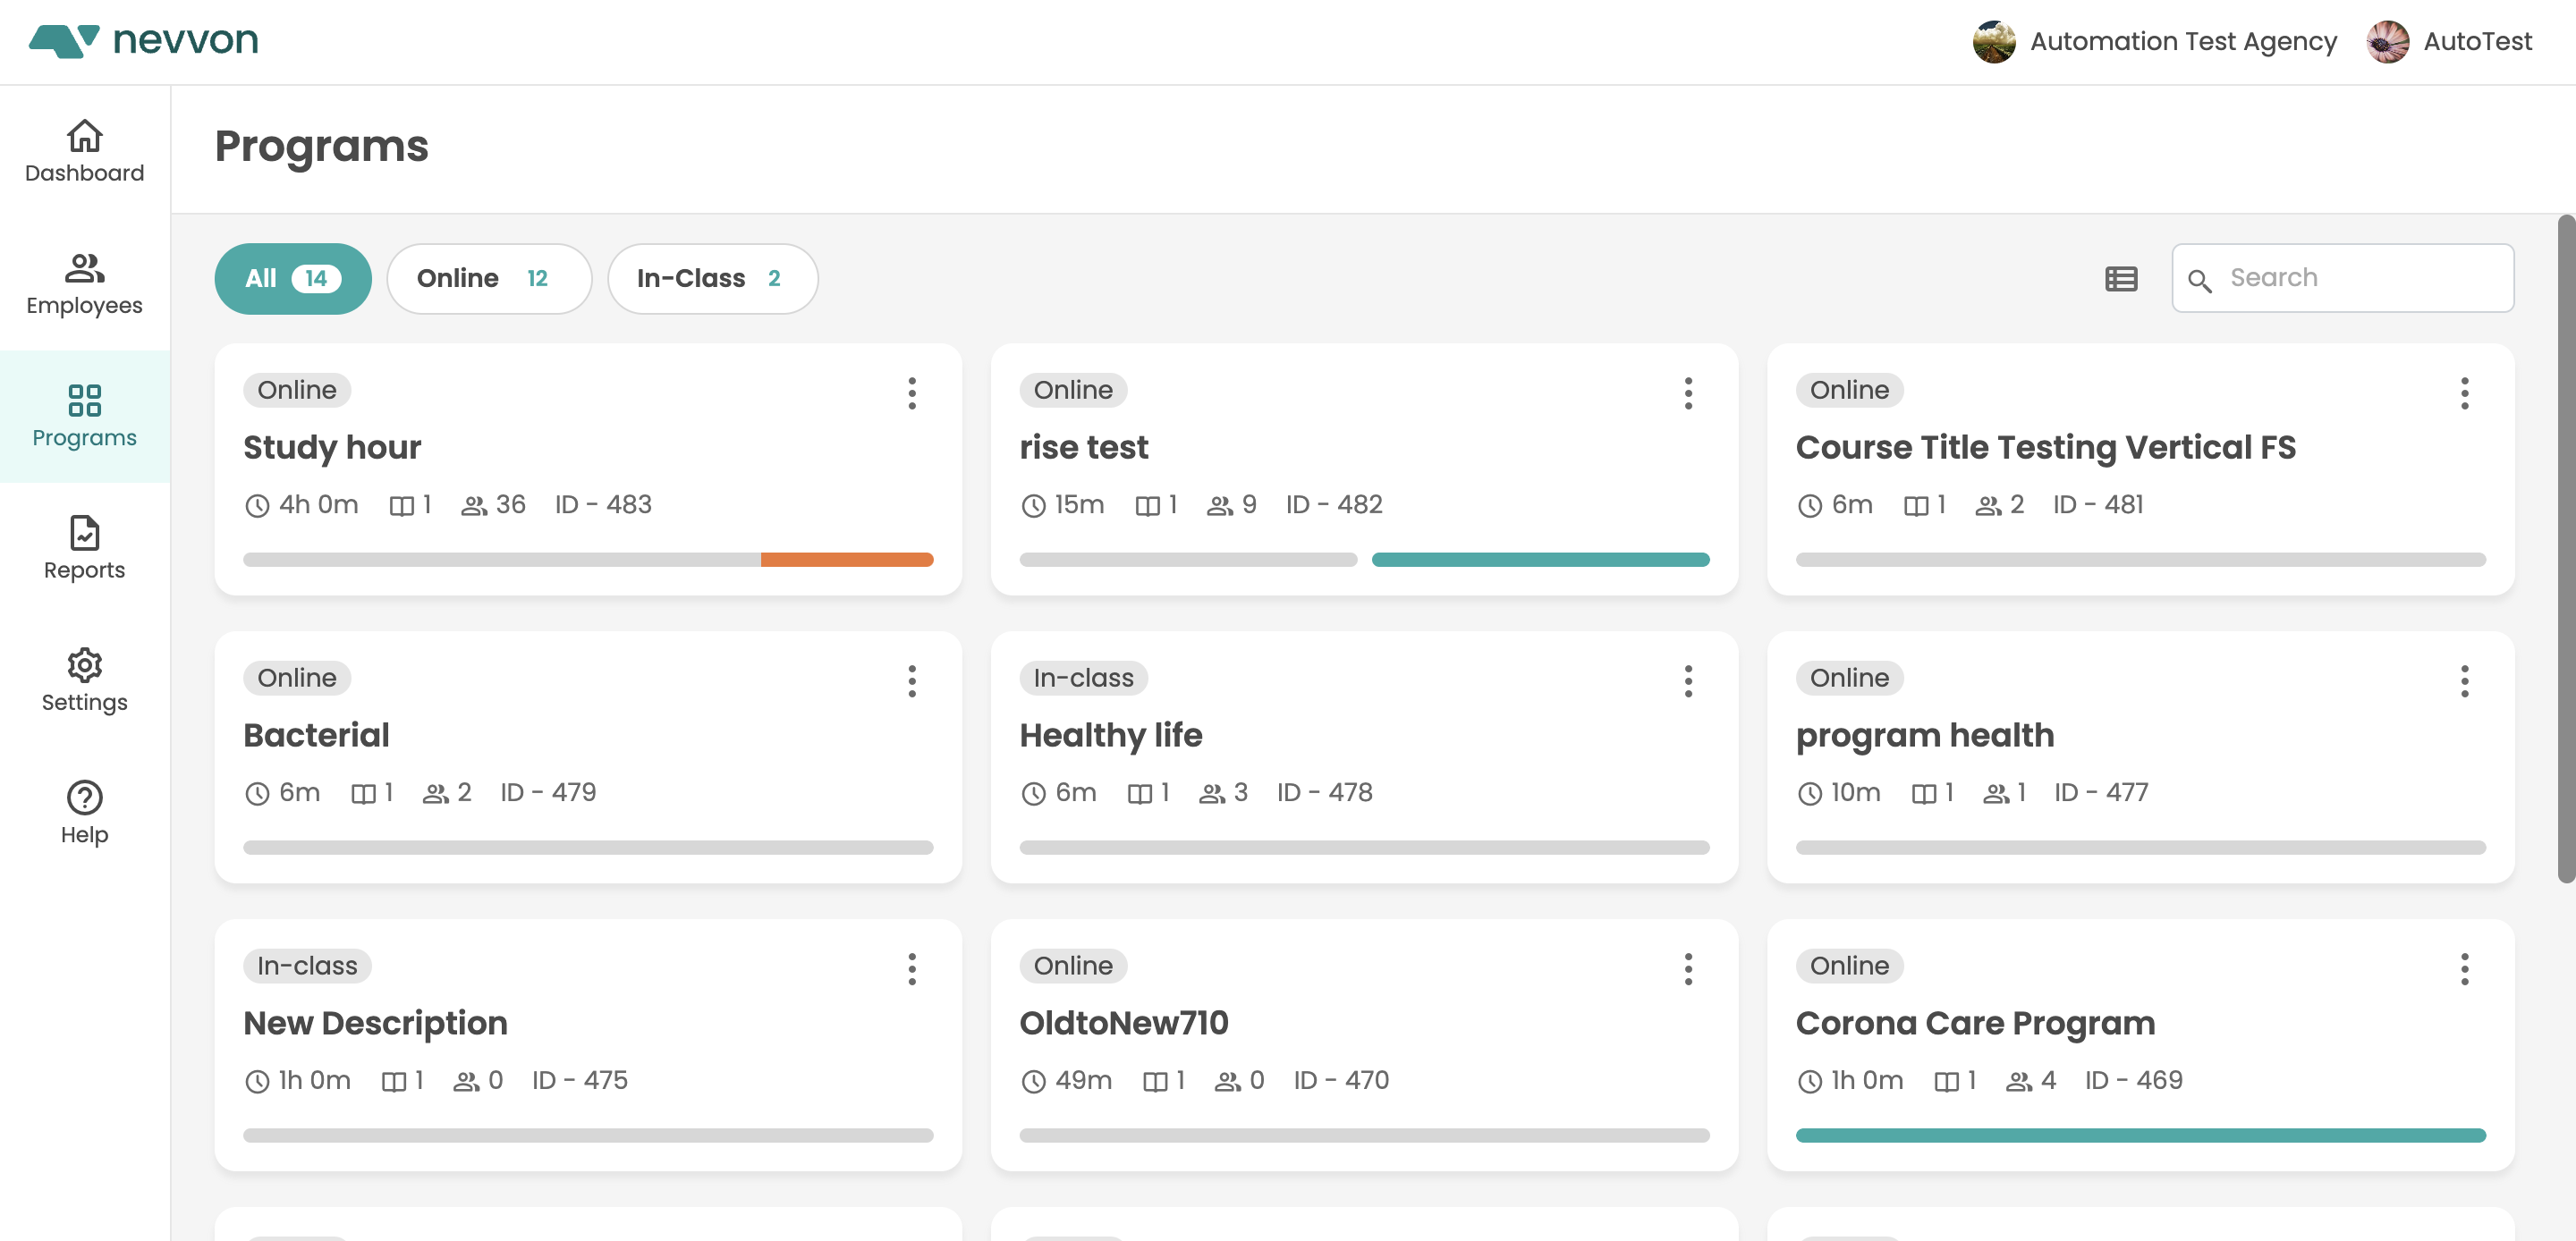 nevvon
Automation Test Agency
AutoTest
Dashboard
Employees
Programs
Reports
Settings
Help
Programs
All 14
Online 12
In-Class 2
Search
Online
Study hour
4h 0m 1 36 ID - 483
Online
rise test
15m 1 9 ID - 482
Online
Course Title Testing Vertical FS
6m 1 2 ID - 481
Online
Bacterial
6m 1 2 ID - 479
In-class
Healthy life
6m 1 3 ID - 478
Online
program health
10m 1 1 ID - 477
In-class
New Description
1h 0m 1 0 ID - 475
Online
OldtoNew710
49m 1 0 ID - 470
Online
Corona Care Program
1h 0m 1 4 ID - 469